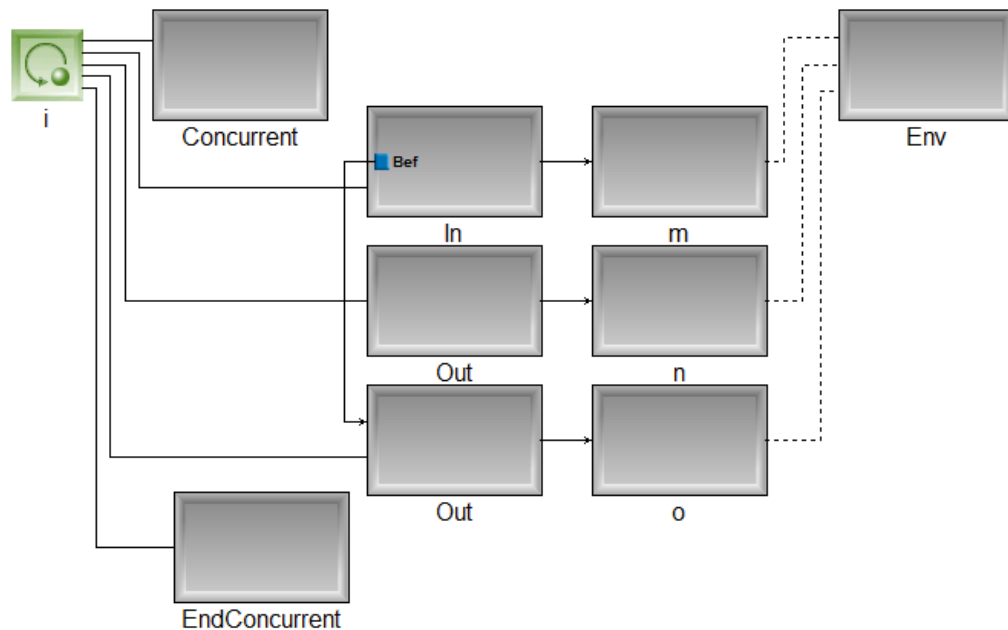 i
Concurrent
Env
Bef
In
m
Out
n
Out
o
EndConcurrent